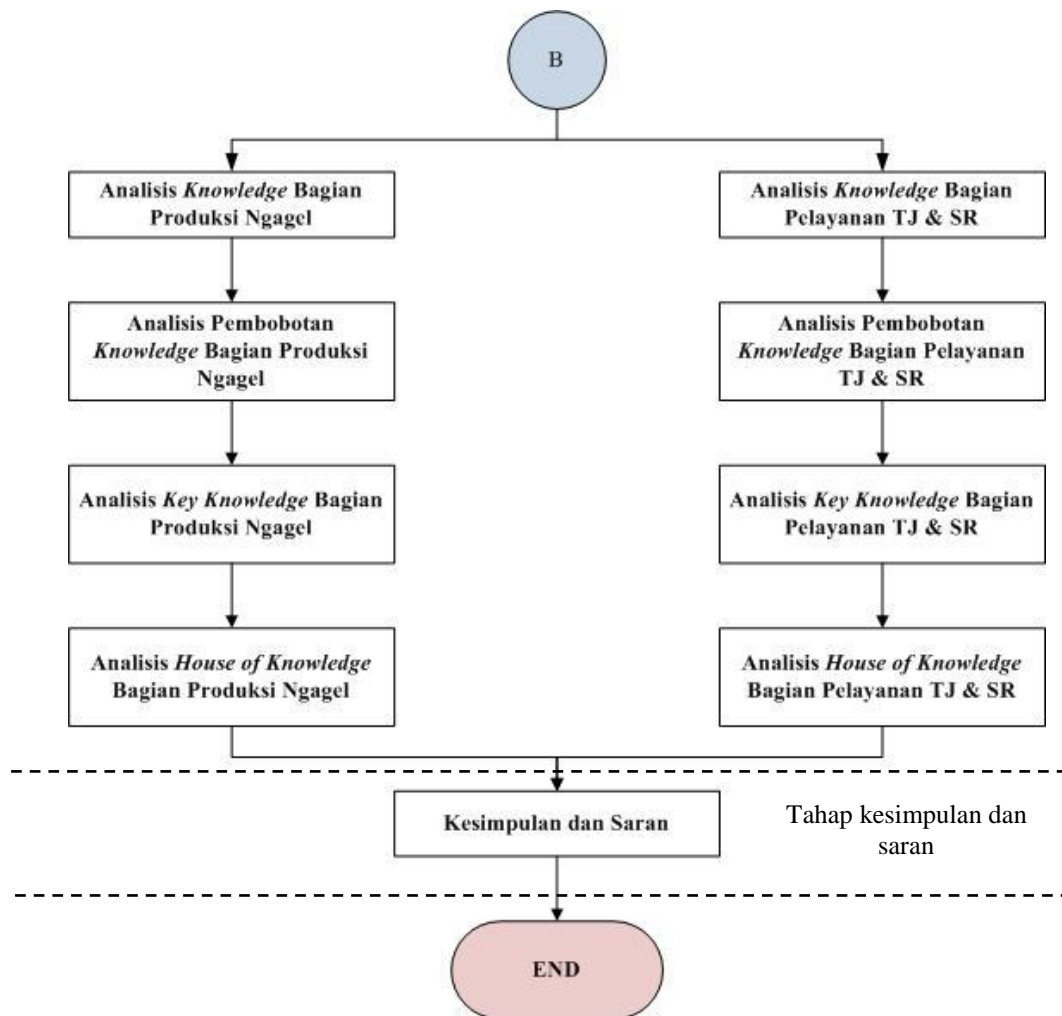 B
Analisis Knowledge Bagian
Produksi Ngagel
Analisis Knowledge Bagian
Pelayanan TJ & SR
Analisis Pembobotan
Knowledge Bagian Produksi
Ngagel
Analisis Pembobotan
Knowledge Bagian Pelayanan
TJ & SR
Analisis Key Knowledge Bagian
Produksi Ngagel
Analisis Key Knowledge Bagian
Pelayanan TJ & SR
Analisis House of Knowledge
Bagian Produksi Ngagel
Analisis House of Knowledge
Bagian Pelayanan TJ & SR
Kesimpulan dan Saran
Tahap kesimpulan dan
saran
END